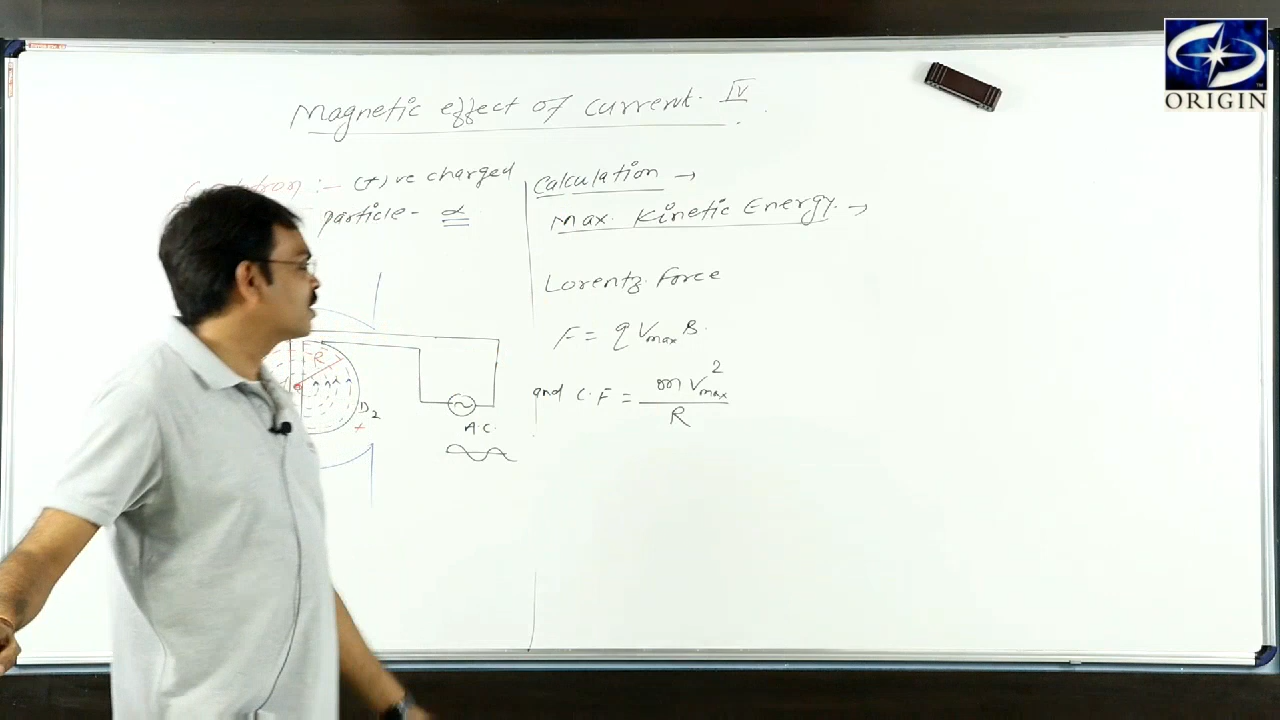 ORIGIN
Magnetic effect of current. IV
:- (+)ve charged
particle - α
R
D2
+
A.C.
Calculation →
Max. Kinetic Energy. →
Lorentz. Force
F = q Vmax B.
and C.F = m Vmax² / R